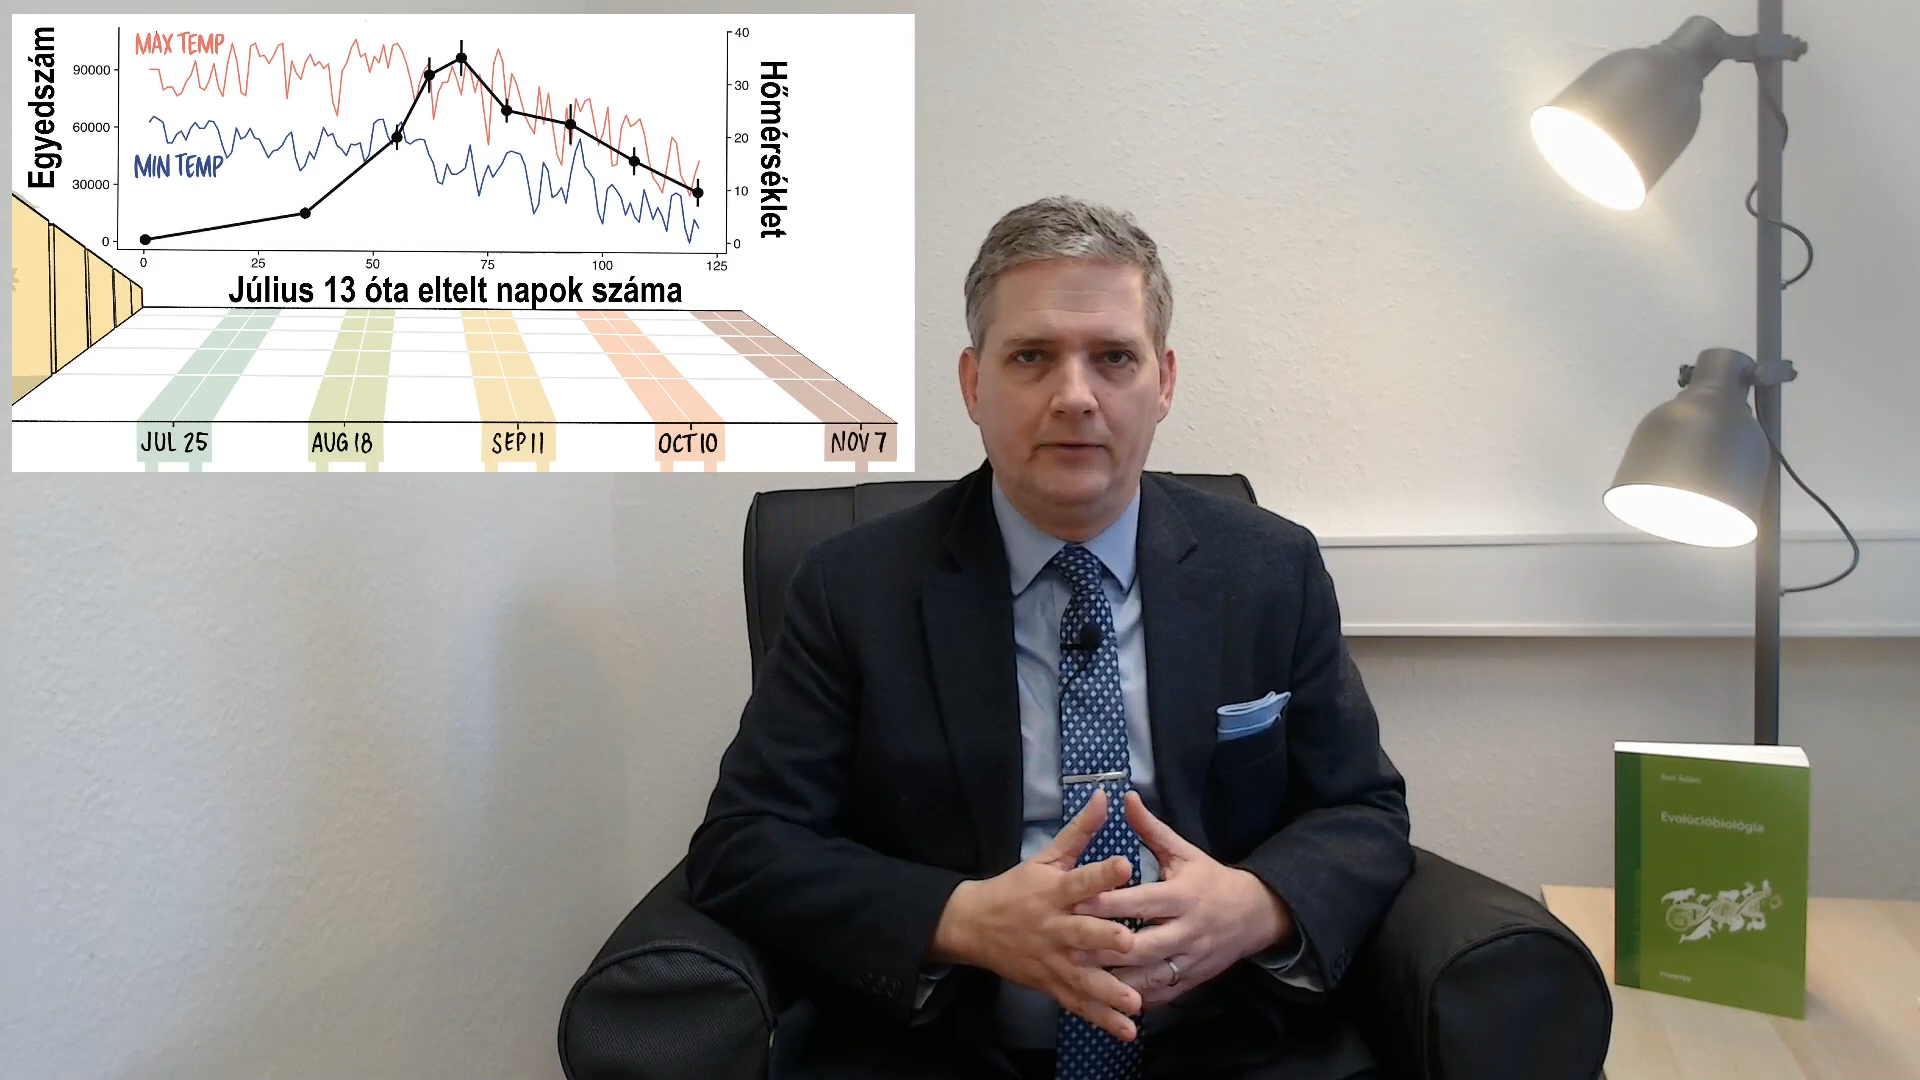 Egyedszám
MAX TEMP
MIN TEMP
90000
60000
30000
0
40
30
20
10
0
Hőmérséklet
0 25 50 75 100 125
Július 13 óta eltelt napok száma
JUL 25 AUG 18 SEP 11 OCT 10 NOV 7
Kun Ádám
Evolúcióbiológia